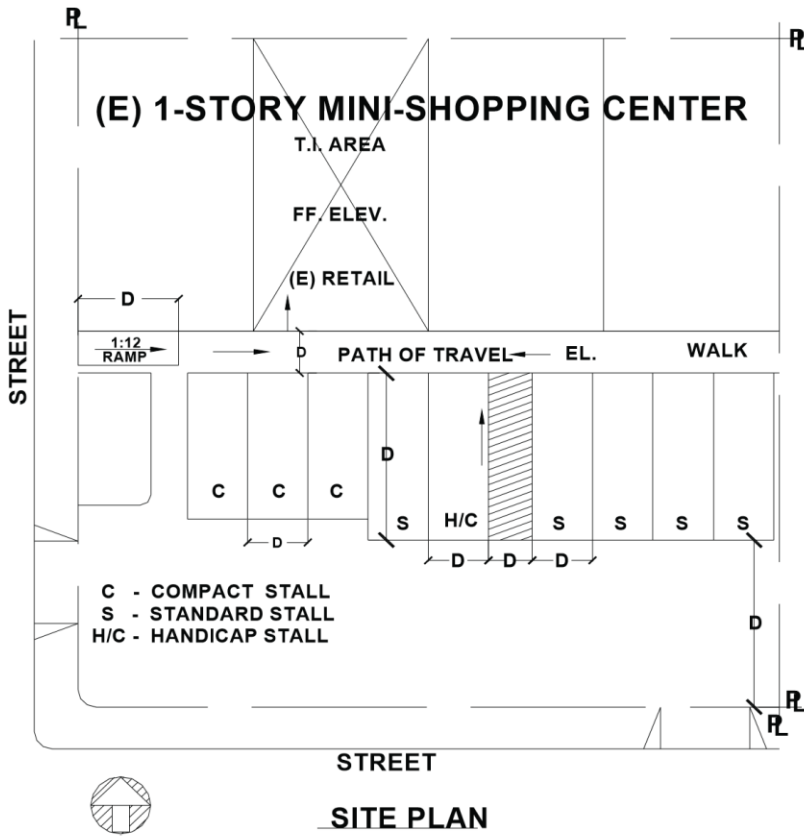 PL
PL
(E) 1-STORY MINI-SHOPPING CENTER
T.I. AREA
FF. ELEV.
(E) RETAIL
D
1:12
RAMP
D
PATH OF TRAVEL
EL.
WALK
STREET
D
C
C
C
S
H/C
S
S
S
S
D
D
D
D
C - COMPACT STALL
S - STANDARD STALL
H/C - HANDICAP STALL
D
PL
PL
STREET
SITE PLAN